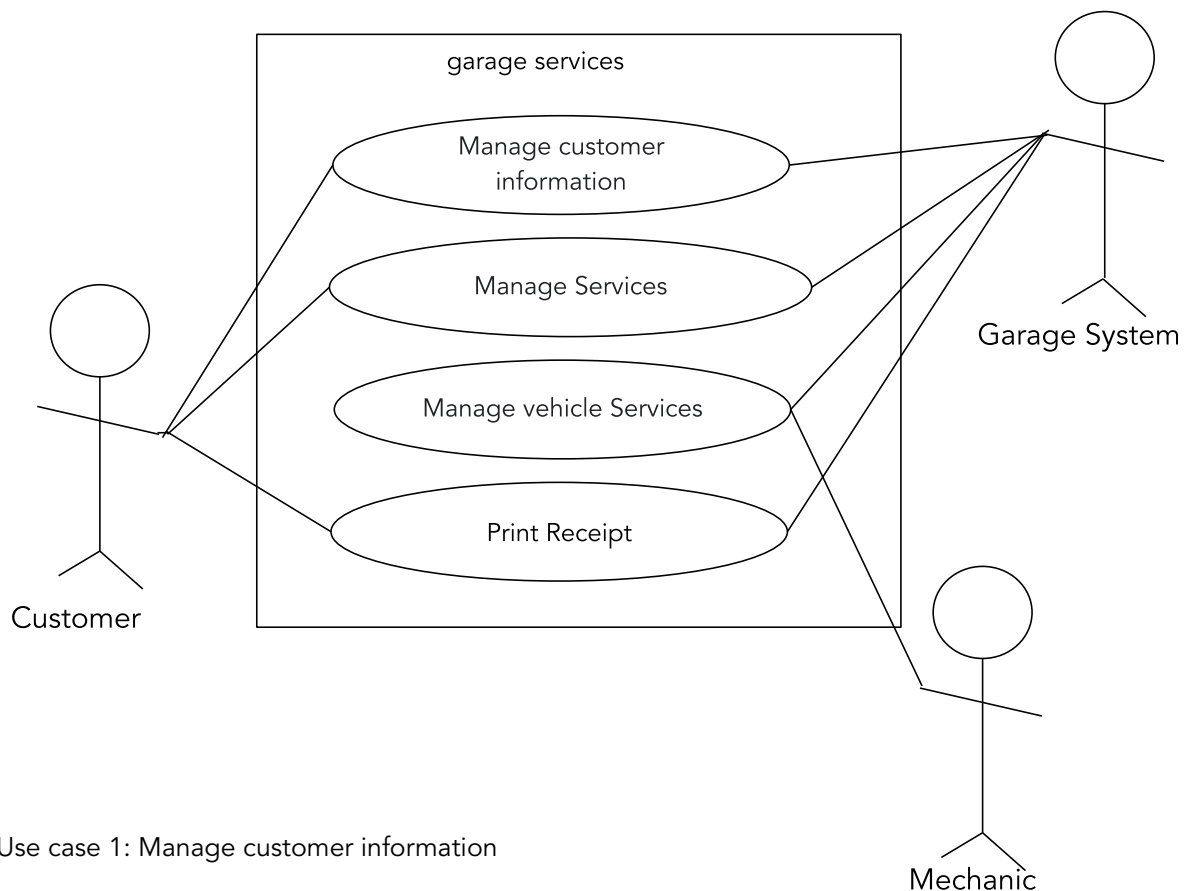 garage services
Manage customer
information
Manage Services
Garage System
Manage vehicle Services
Print Receipt
Customer
Use case 1: Manage customer information
Mechanic